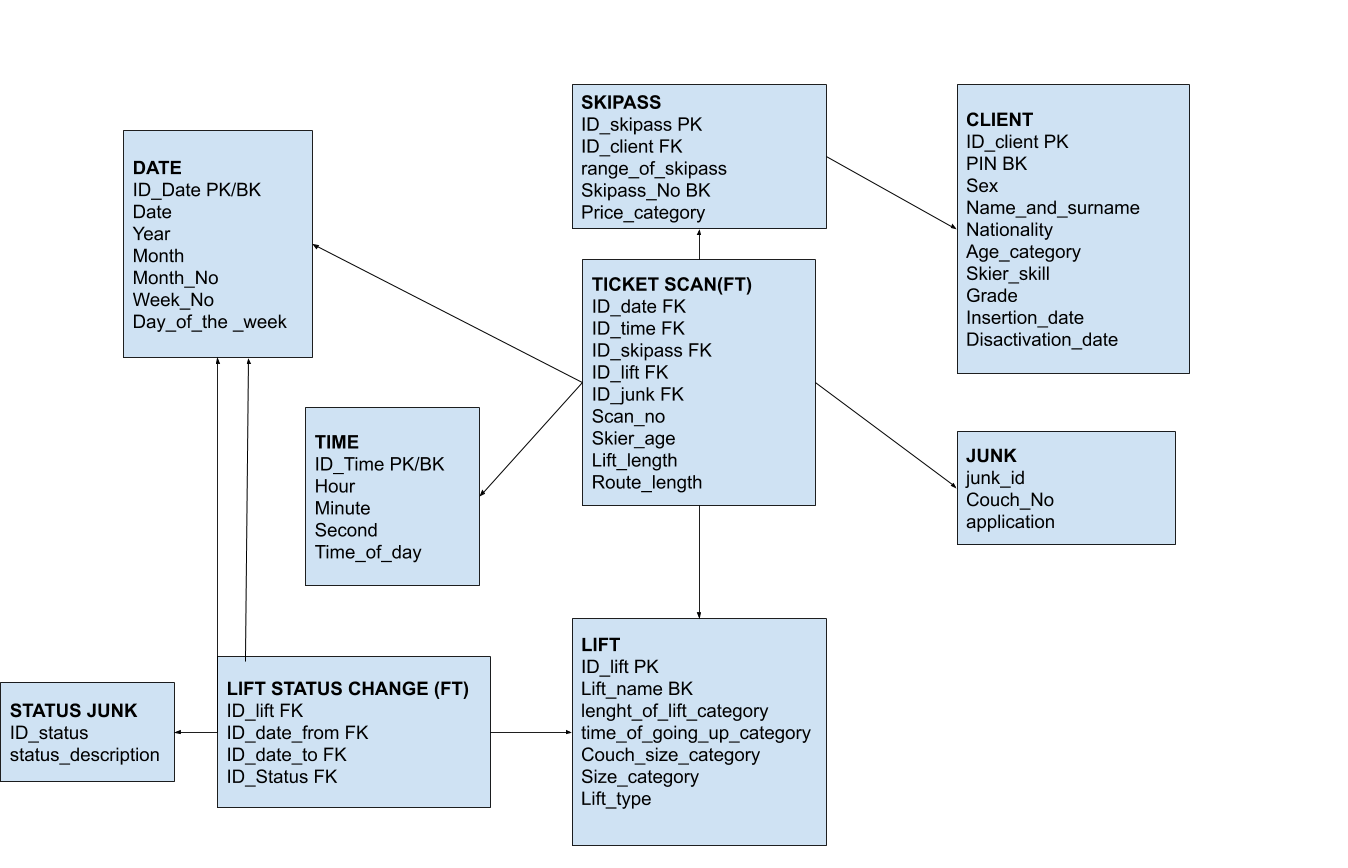 SKIPASS
ID_skipass PK
ID_client FK
range_of_skipass
Skipass_No BK
Price_category
CLIENT
ID_client PK
PIN BK
Sex
Name_and_surname
Nationality
Age_category
Skier_skill
Grade
Insertion_date
Disactivation_date
DATE
ID_Date PK/BK
Date
Year
Month
Month_No
Week_No
Day_of_the _week
TICKET SCAN(FT)
ID_date FK
ID_time FK
ID_skipass FK
ID_lift FK
ID_junk FK
Scan_no
Skier_age
Lift_length
Route_length
TIME
ID_Time PK/BK
Hour
Minute
Second
Time_of_day
JUNK
junk_id
Couch_No
application
STATUS JUNK
ID_status
status_description
LIFT STATUS CHANGE (FT)
ID_lift FK
ID_date_from FK
ID_date_to FK
ID_Status FK
LIFT
ID_lift PK
Lift_name BK
lenght_of_lift_category
time_of_going_up_category
Couch_size_category
Size_category
Lift_type